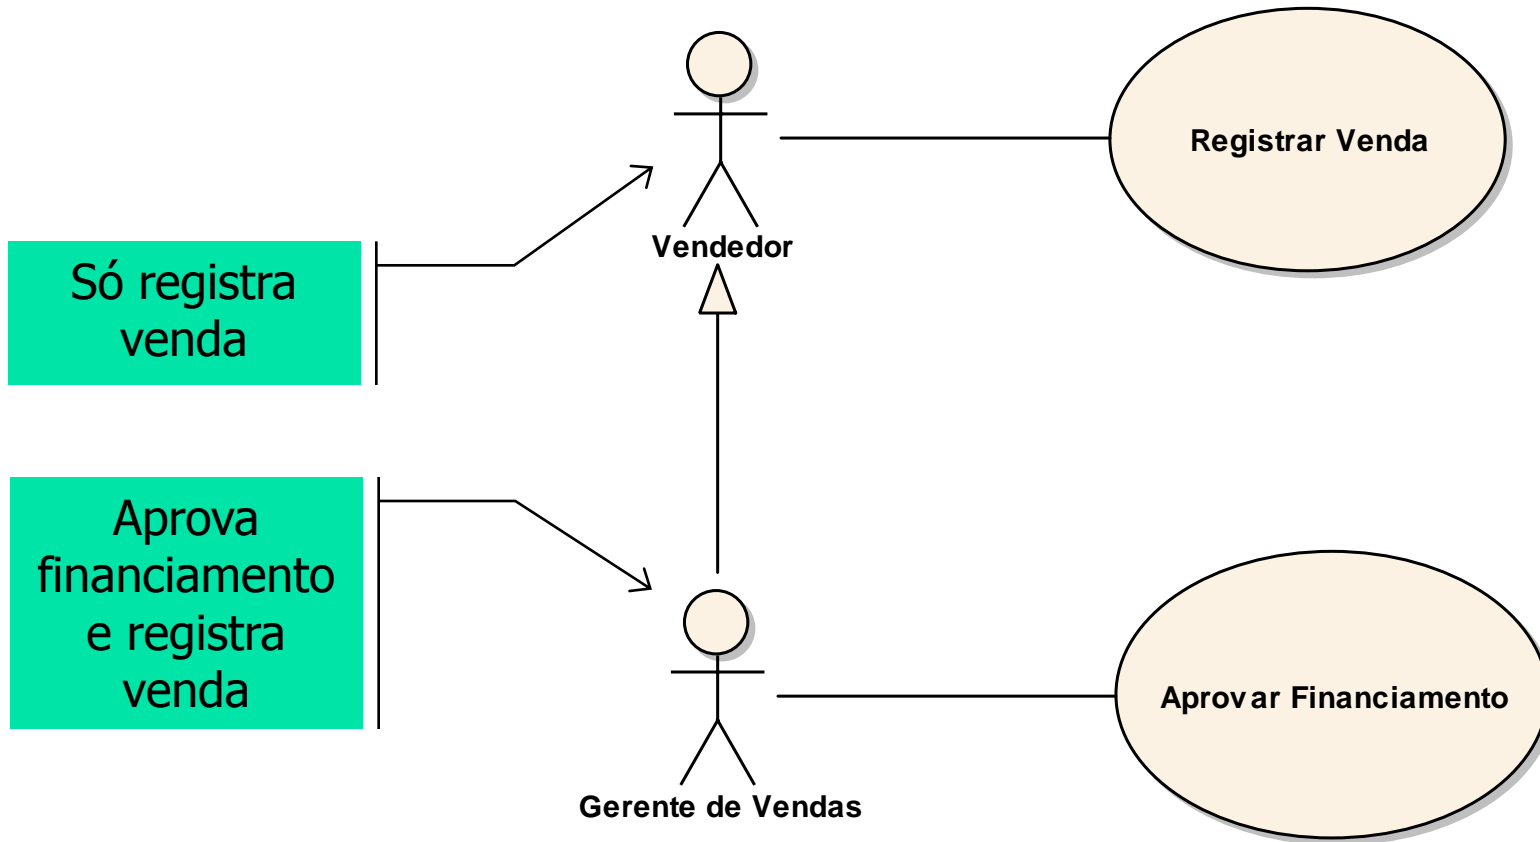 Registrar Venda
Vendedor
Só registra
venda
Aprova
financiamento
e registra
venda
Aprovar Financiamento
Gerente de Vendas